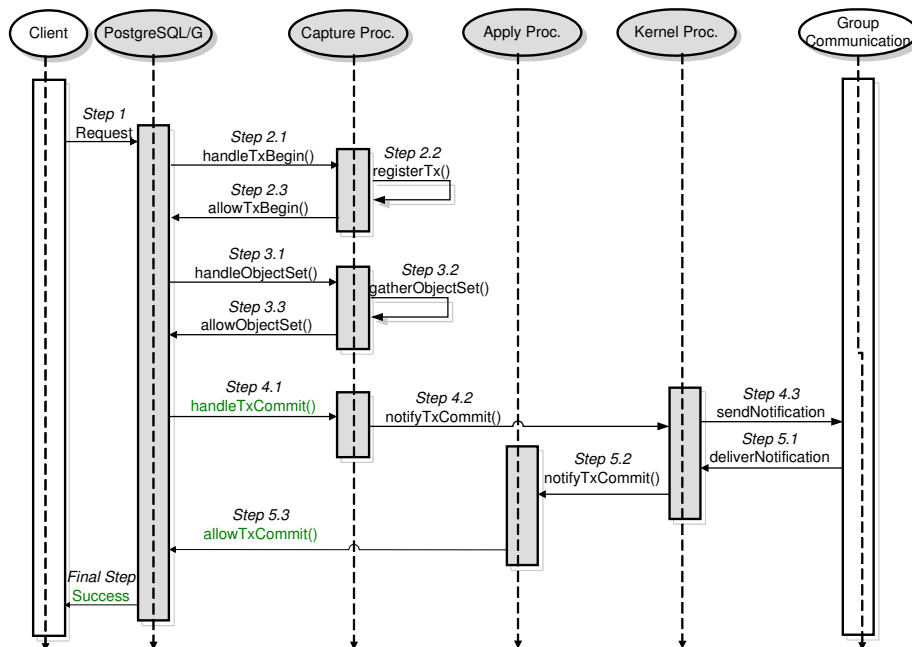 Client
PostgreSQL/G
Capture Proc.
Apply Proc.
Kernel Proc.
Group
Communication
Step 1
Request
Step 2.1
handleTxBegin()
Step 2.2
registerTx()
Step 2.3
allowTxBegin()
Step 3.1
handleObjectSet()
Step 3.2
gatherObjectSet()
Step 3.3
allowObjectSet()
Step 4.1
handleTxCommit()
Step 4.2
notifyTxCommit()
Step 4.3
sendNotification
Step 5.1
deliverNotification
Step 5.2
notifyTxCommit()
Step 5.3
allowTxCommit()
Final Step
Success